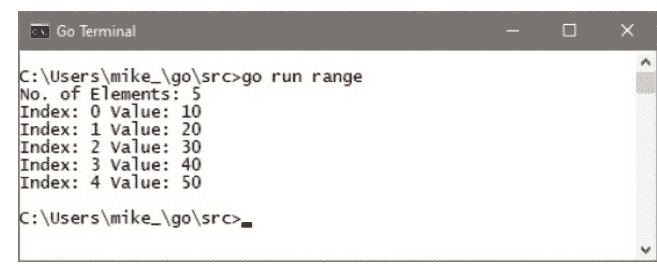 Go Terminal
C:\Users\mike_\go\src>go run range
No. of Elements: 5
Index: 0 Value: 10
Index: 1 Value: 20
Index: 2 Value: 30
Index: 3 Value: 40
Index: 4 Value: 50
C:\Users\mike_\go\src>